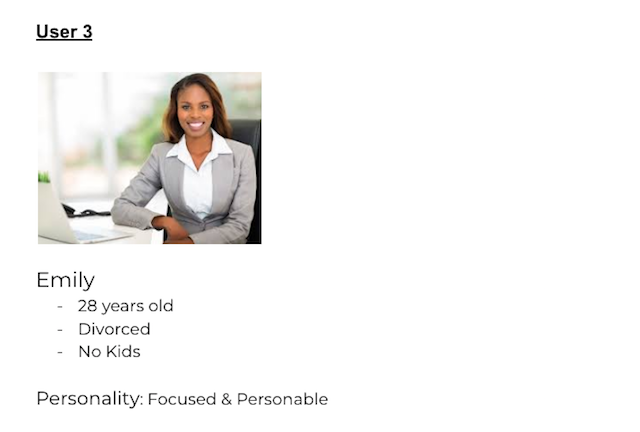 User 3
Emily
- 28 years old
- Divorced
- No Kids
Personality: Focused & Personable